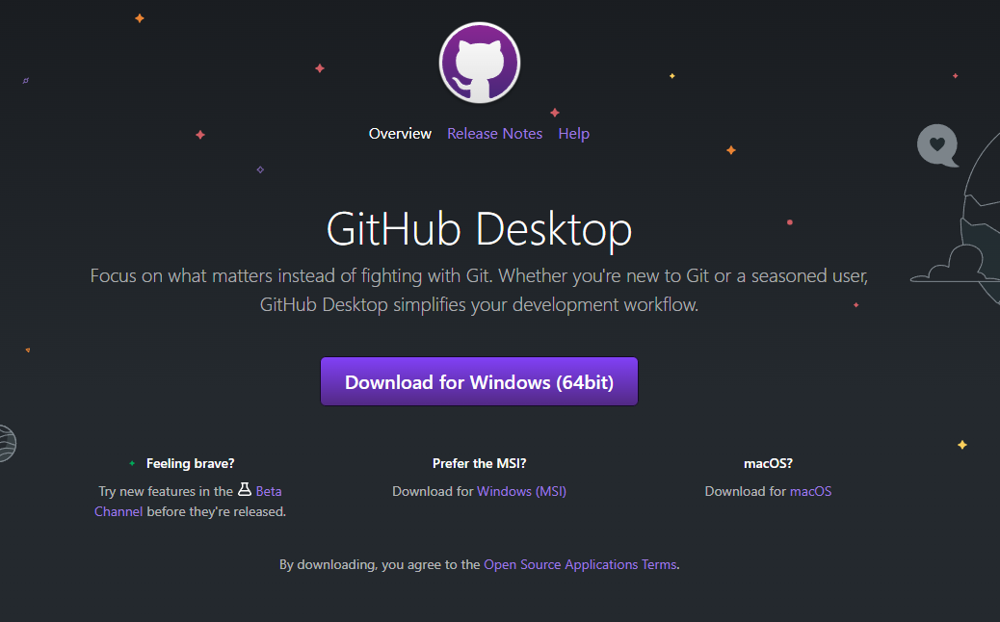 Overview Release Notes Help
GitHub Desktop
Focus on what matters instead of fighting with Git. Whether you're new to Git or a seasoned user,
GitHub Desktop simplifies your development workflow.
Download for Windows (64bit)
Feeling brave?
Try new features in the Beta
Channel before they're released.
Prefer the MSI?
Download for Windows (MSI)
macOS?
Download for macOS
By downloading, you agree to the Open Source Applications Terms.